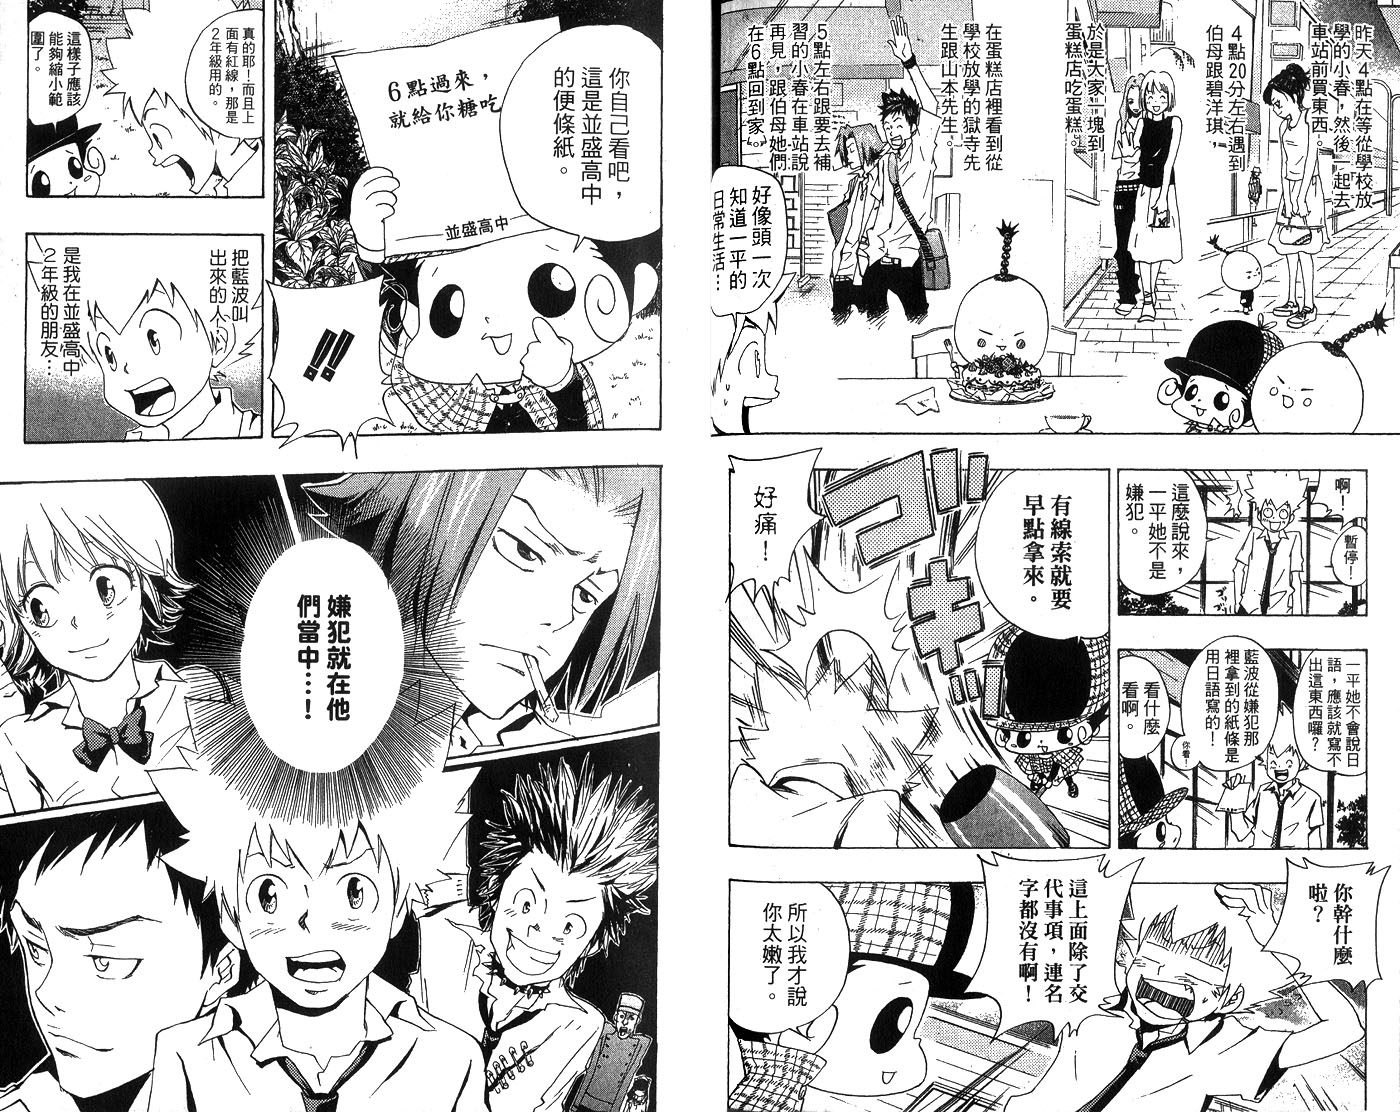 昨天4點在等從學校放
學的小春，然後一起去
車站前買東西。
4點20分左右遇到
伯母跟碧洋琪，
於是大家一塊到
蛋糕店吃蛋糕。
在蛋糕店裡看到從
學校放學的獄寺先
生跟山本先生。
5點左右跟要去補
習的小春在車站說
再見，跟伯母她們
在6點回到家。
好像頭一次
知道一平的
日常生活…
啊！
暫停！
這麼說來，
一平她不是
嫌犯。
一平她不會說日
語，應該就寫不
出這東西囉？
藍波從嫌犯那
裡拿到的紙條是
用日語寫的！
你看！
看什麼
看啊。
有線索就要
早點拿來。
ゴギ
好痛！
你幹什麼
啦？
這上面除了交
代事項，連名
字都沒有啊！
所以我才說
你太嫩了。
你自己看吧，
這是並盛高中
的便條紙。
6點過來，
就給你糖吃
並盛高中
!!
真的耶！而且上
面有紅線，那是
2年級用的。
這樣子應該
能夠縮小範
圍了。
把藍波叫
出來的人，
是我在並盛高中
2年級的朋友…
嫌犯就在他
們當中…！